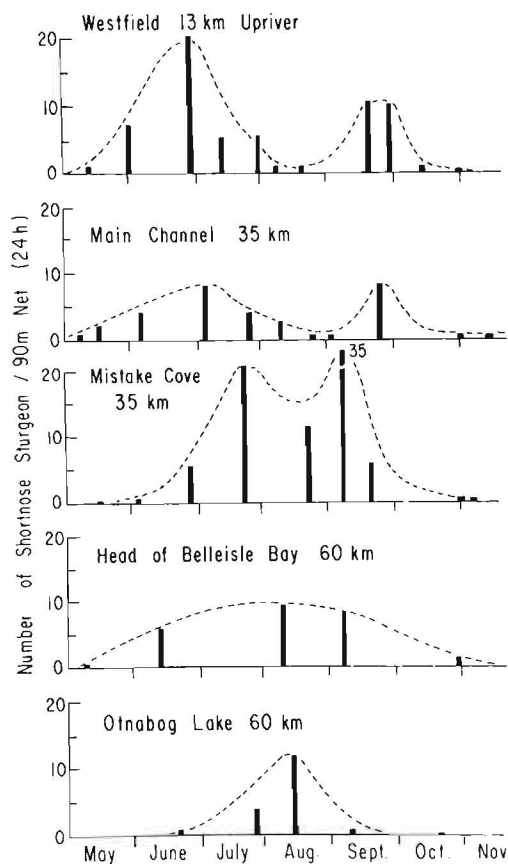 Westfield 13 km Upriver
20
10
0
Main Channel 35 km
20
10
0
35
Mistake Cove
35 km
20
10
0
Head of Belleisle Bay 60 km
20
10
0
Otnabog Lake 60 km
20
10
0
May June July Aug. Sept. Oct. Nov
Number of Shortnose Sturgeon / 90m Net (24h)